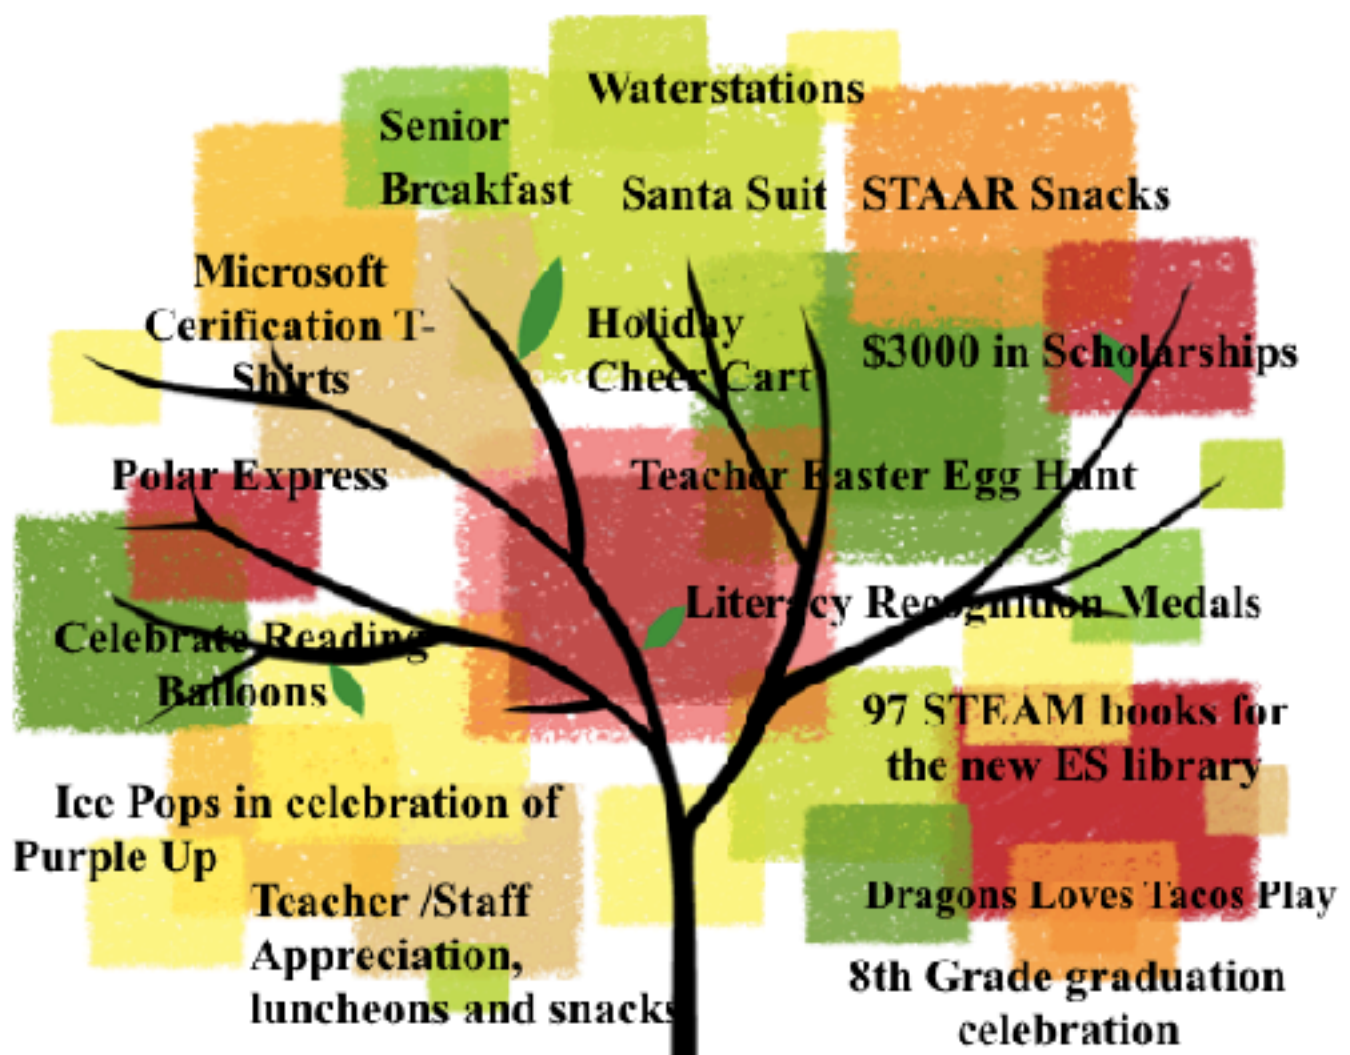 Waterstations
Senior
Breakfast
Santa Suit
STAAR Snacks
Microsoft
Cerification T-
Shirts
Holiday
Cheer Cart
$3000 in Scholarships
Polar Express
Teacher Easter Egg Hunt
Literacy Recognition Medals
Celebrate Reading
Balloons
97 STEAM books for
the new ES library
Ice Pops in celebration of
Purple Up
Teacher /Staff
Appreciation,
luncheons and snacks
Dragons Loves Tacos Play
8th Grade graduation
celebration